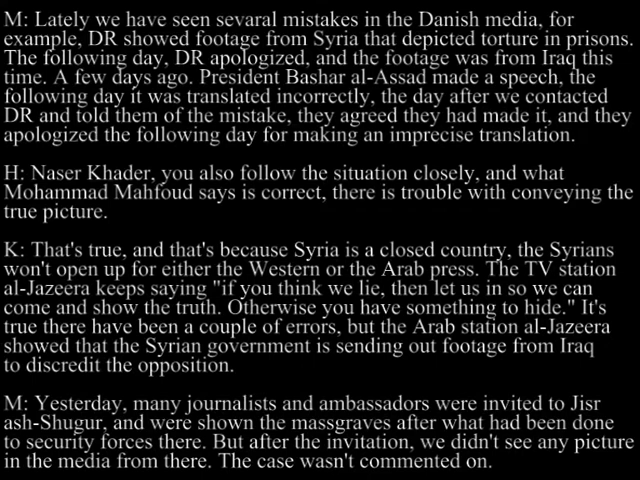 M: Lately we have seen sevaral mistakes in the Danish media, for
example, DR showed footage from Syria that depicted torture in prisons.
The following day, DR apologized, and the footage was from Iraq this
time. A few days ago. President Bashar al-Assad made a speech, the
following day it was translated incorrectly, the day after we contacted
DR and told them of the mistake, they agreed they had made it, and they
apologized the following day for making an imprecise translation.
H: Naser Khader, you also follow the situation closely, and what
Mohammad Mahfoud says is correct, there is trouble with conveying the
true picture.
K: That's true, and that's because Syria is a closed country, the Syrians
won't open up for either the Western or the Arab press. The TV station
al-Jazeera keeps saying "if you think we lie, then let us in so we can
come and show the truth. Otherwise you have something to hide." It's
true there have been a couple of errors, but the Arab station al-Jazeera
showed that the Syrian government is sending out footage from Iraq
to discredit the opposition.
M: Yesterday, many journalists and ambassadors were invited to Jisr
ash-Shugur, and were shown the massgraves after what had been done
to security forces there. But after the invitation, we didn't see any picture
in the media from there. The case wasn't commented on.